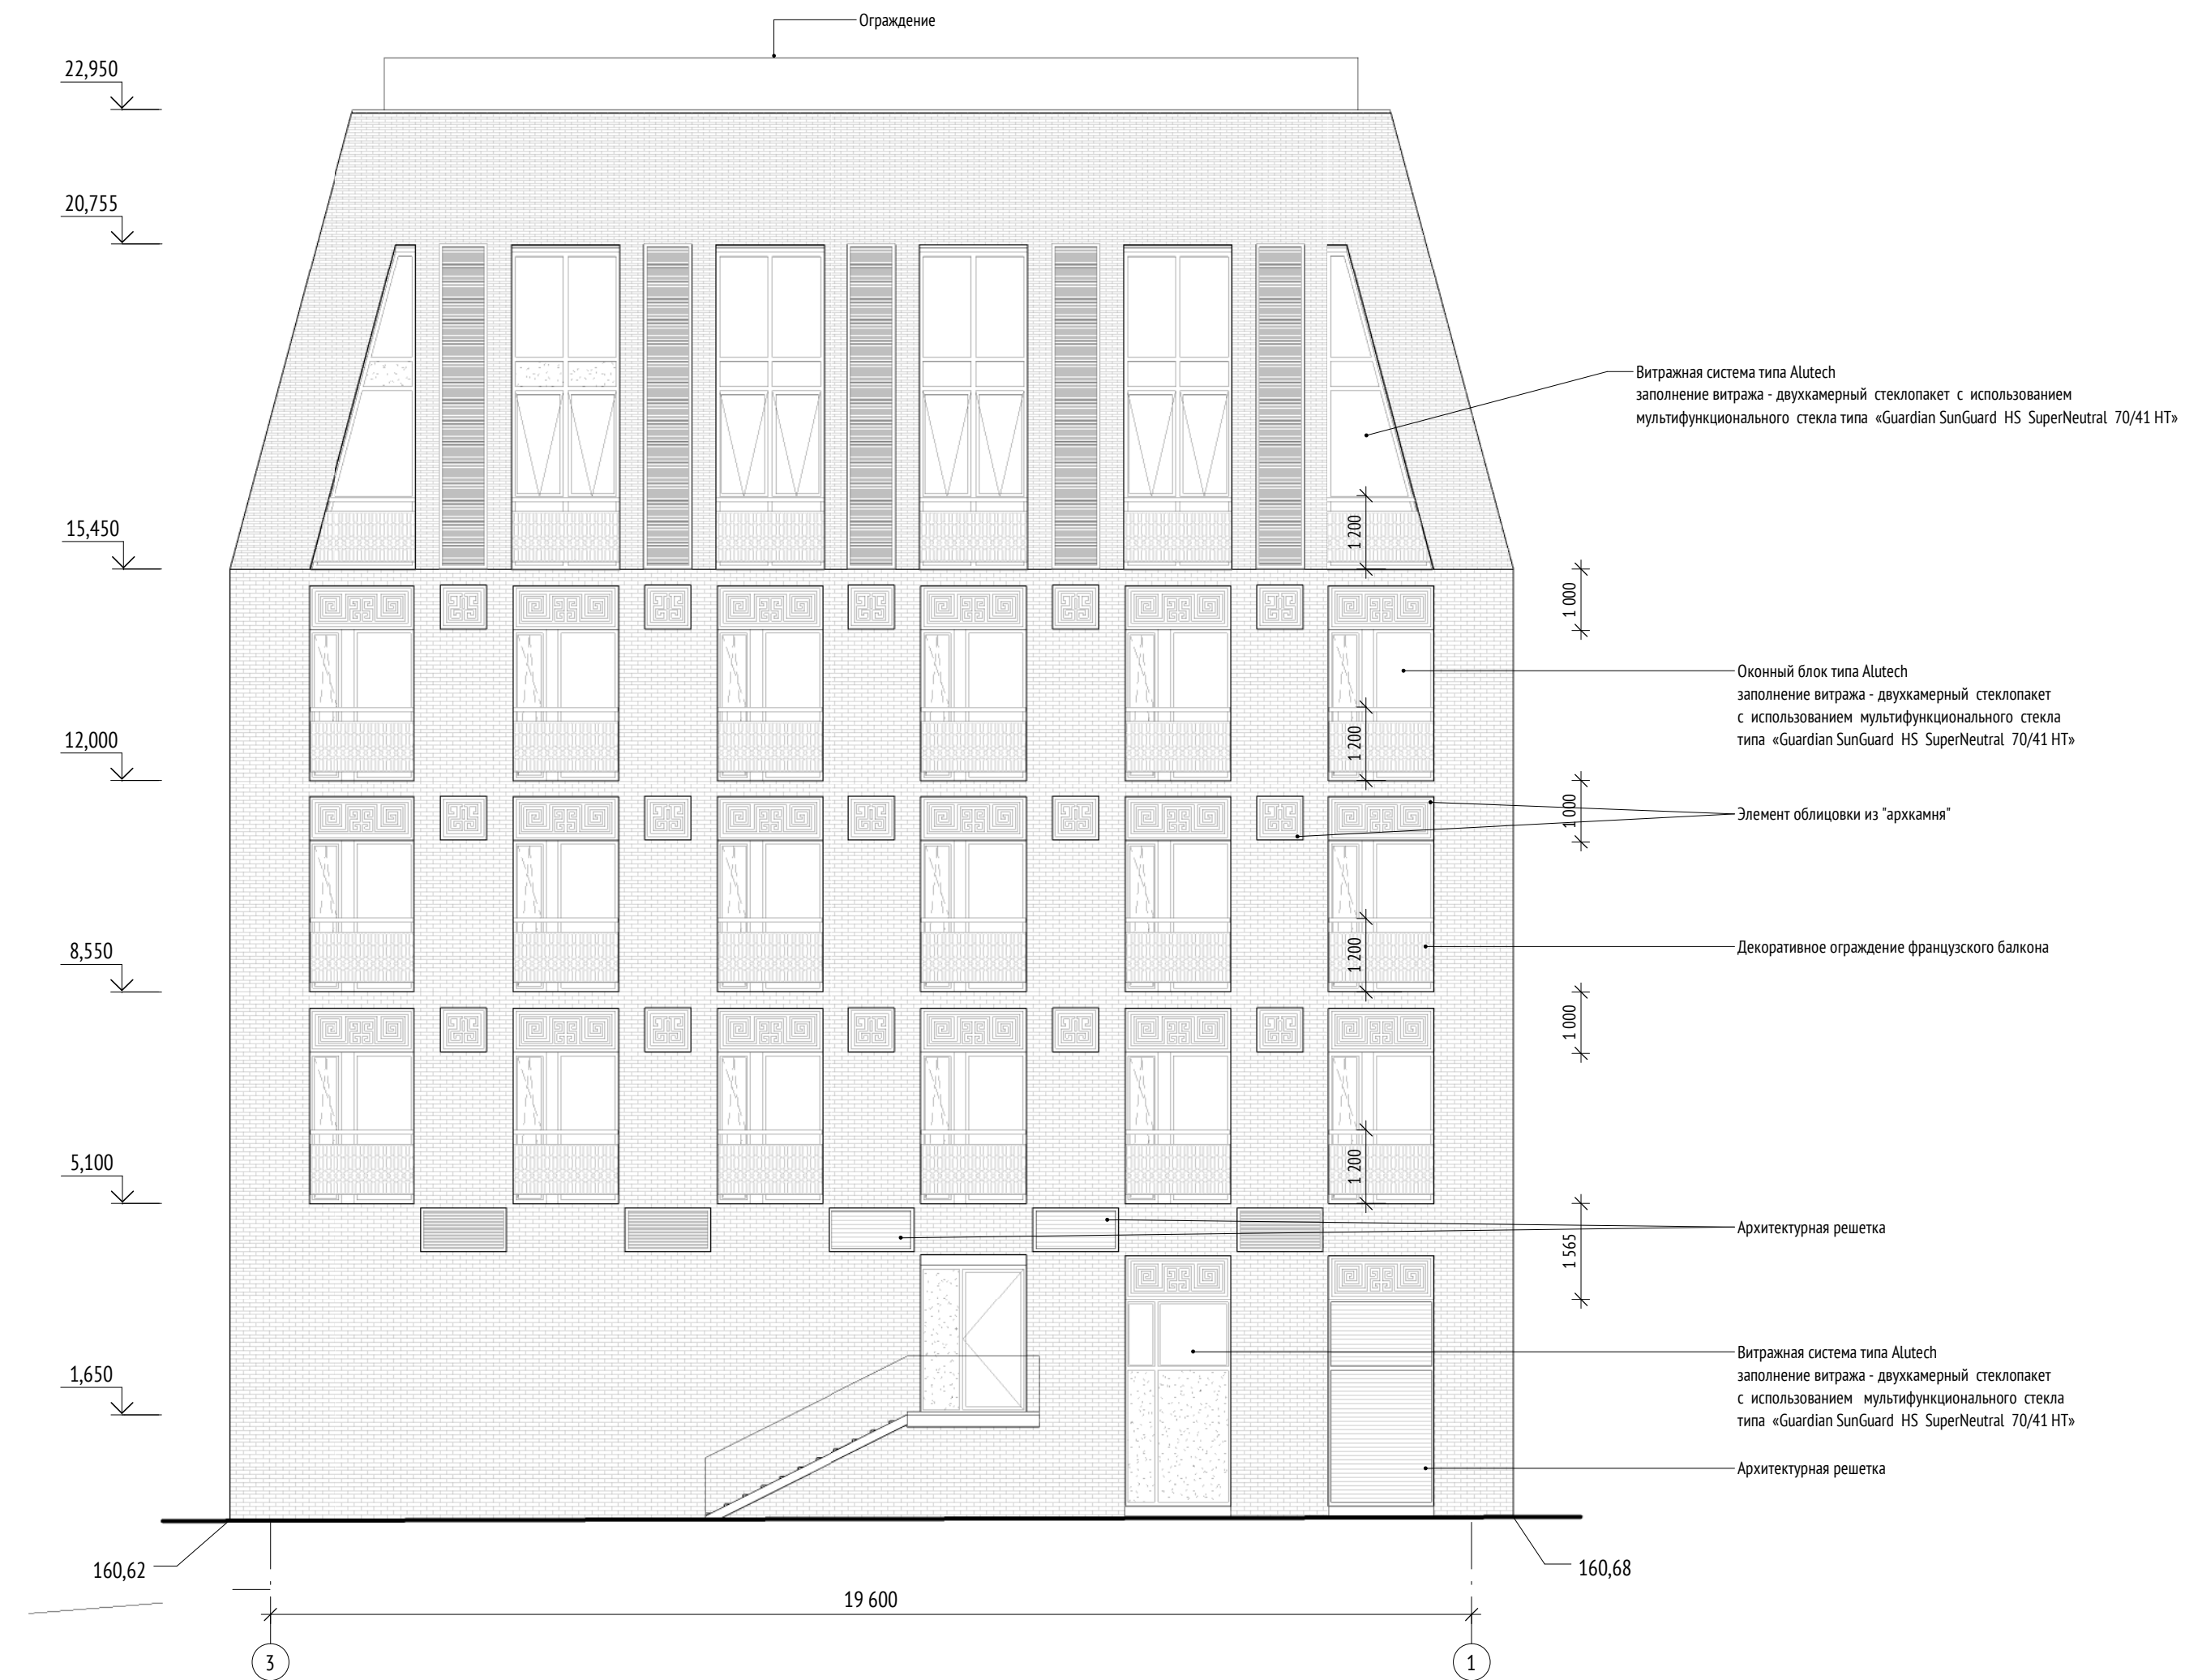 Ограждение
22,950
20,755
Витражная система типа Alutech
заполнение витража - двухкамерный стеклопакет с использованием
мультифункционального стекла типа «Guardian SunGuard HS SuperNeutral 70/41 HT»
15,450
1 200
1 000
Оконный блок типа Alutech
заполнение витража - двухкамерный стеклопакет
с использованием мультифункционального стекла
типа «Guardian SunGuard HS SuperNeutral 70/41 HT»
12,000
1 200
1 000
Элемент облицовки из "архкамня"
8,550
1 200
Декоративное ограждение французского балкона
1 000
5,100
1 200
Архитектурная решетка
1 565
1,650
Витражная система типа Alutech
заполнение витража - двухкамерный стеклопакет
с использованием мультифункционального стекла
типа «Guardian SunGuard HS SuperNeutral 70/41 HT»
Архитектурная решетка
160,62
160,68
19 600
3
1